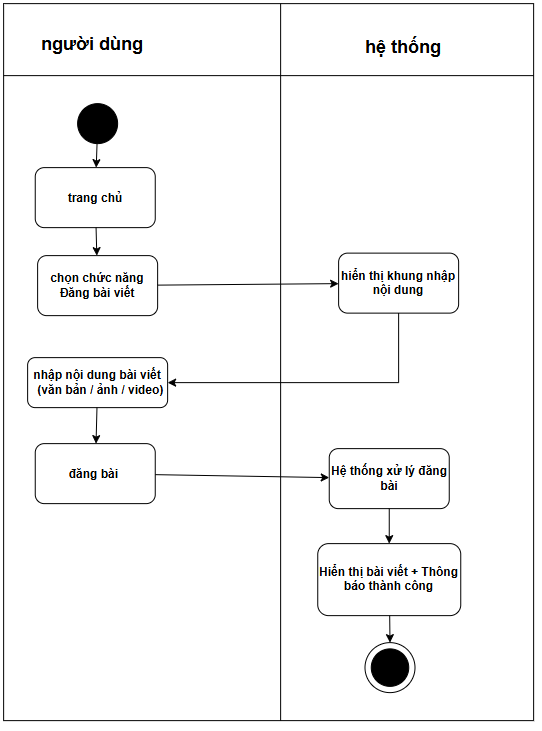 người dùng
hệ thống
trang chủ
chọn chức năng
Đăng bài viết
hiển thị khung nhập
nội dung
nhập nội dung bài viết
(văn bản / ảnh / video)
đăng bài
Hệ thống xử lý đăng
bài
Hiển thị bài viết + Thông
báo thành công